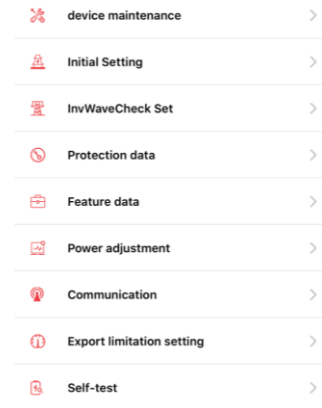 device maintenance
Initial Setting
InvWaveCheck Set
Protection data
Feature data
Power adjustment
Communication
Export limitation setting
Self-test